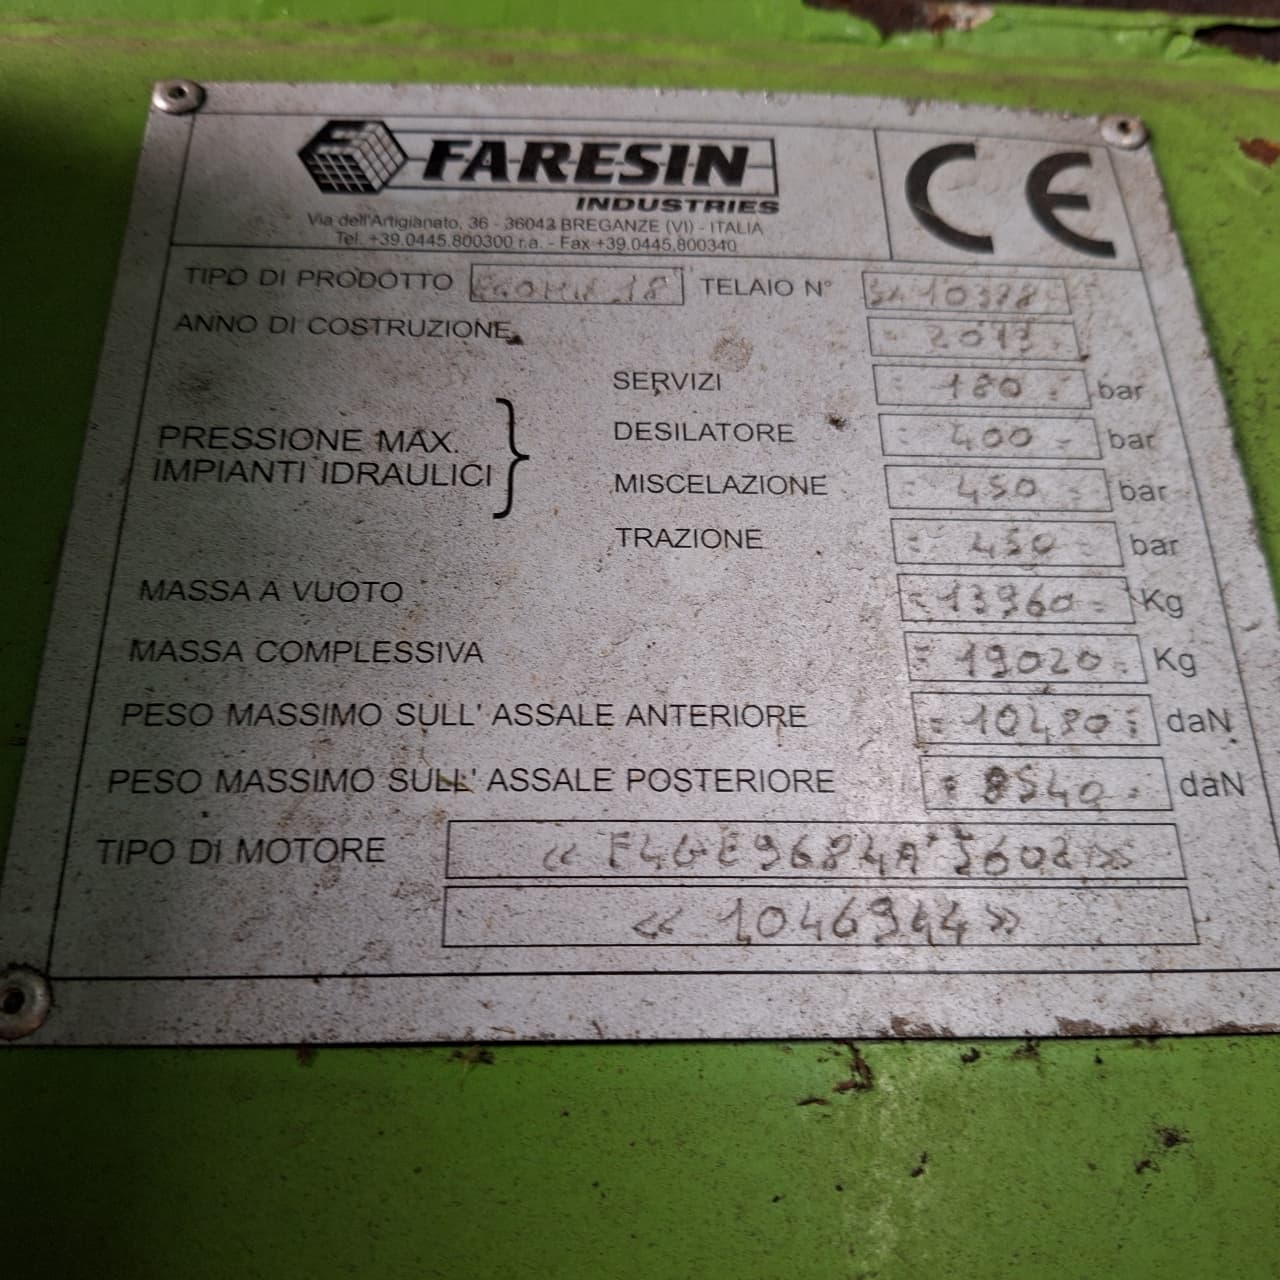 FARESIN
INDUSTRIES
CE
Via dell'Artigianato, 36 - 36042 BREGANZE (VI) - ITALIA
Tel. +39.0445.800300 r.a. - Fax +39.0445.800340
TIPO DI PRODOTTO TELAIO N°
ANNO DI COSTRUZIONE 2013
SERVIZI 180 bar
PRESSIONE MAX.
IMPIANTI IDRAULICI
DESILATORE 400 bar
MISCELAZIONE 450 bar
TRAZIONE 450 bar
MASSA A VUOTO 13960 Kg
MASSA COMPLESSIVA 19020 Kg
PESO MASSIMO SULL' ASSALE ANTERIORE 10480 daN
PESO MASSIMO SULL' ASSALE POSTERIORE 8540 daN
TIPO DI MOTORE
« 1046944 »